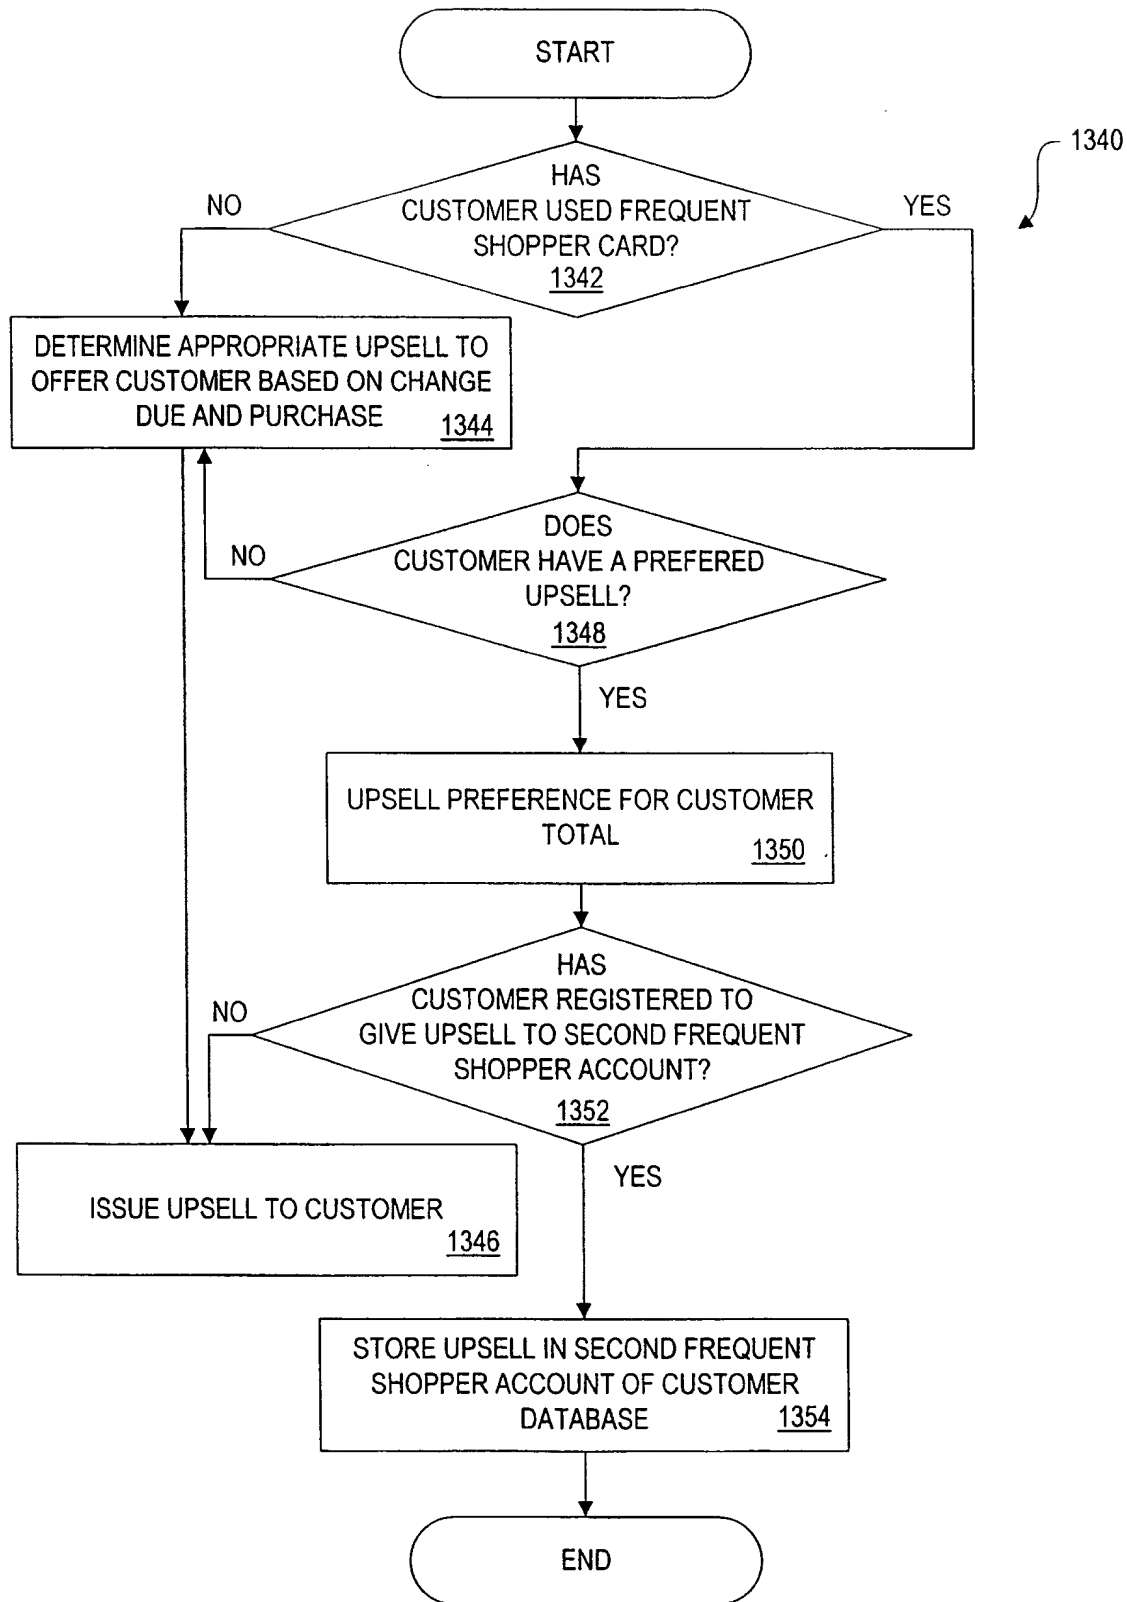 START
1340
HAS
CUSTOMER USED FREQUENT
SHOPPER CARD?
1342
NO
YES
DETERMINE APPROPRIATE UPSELL TO
OFFER CUSTOMER BASED ON CHANGE
DUE AND PURCHASE
1344
DOES
CUSTOMER HAVE A PREFERED
UPSELL?
1348
NO
YES
UPSELL PREFERENCE FOR CUSTOMER
TOTAL
1350
HAS
CUSTOMER REGISTERED TO
GIVE UPSELL TO SECOND FREQUENT
SHOPPER ACCOUNT?
1352
NO
YES
ISSUE UPSELL TO CUSTOMER
1346
STORE UPSELL IN SECOND FREQUENT
SHOPPER ACCOUNT OF CUSTOMER
DATABASE
1354
END